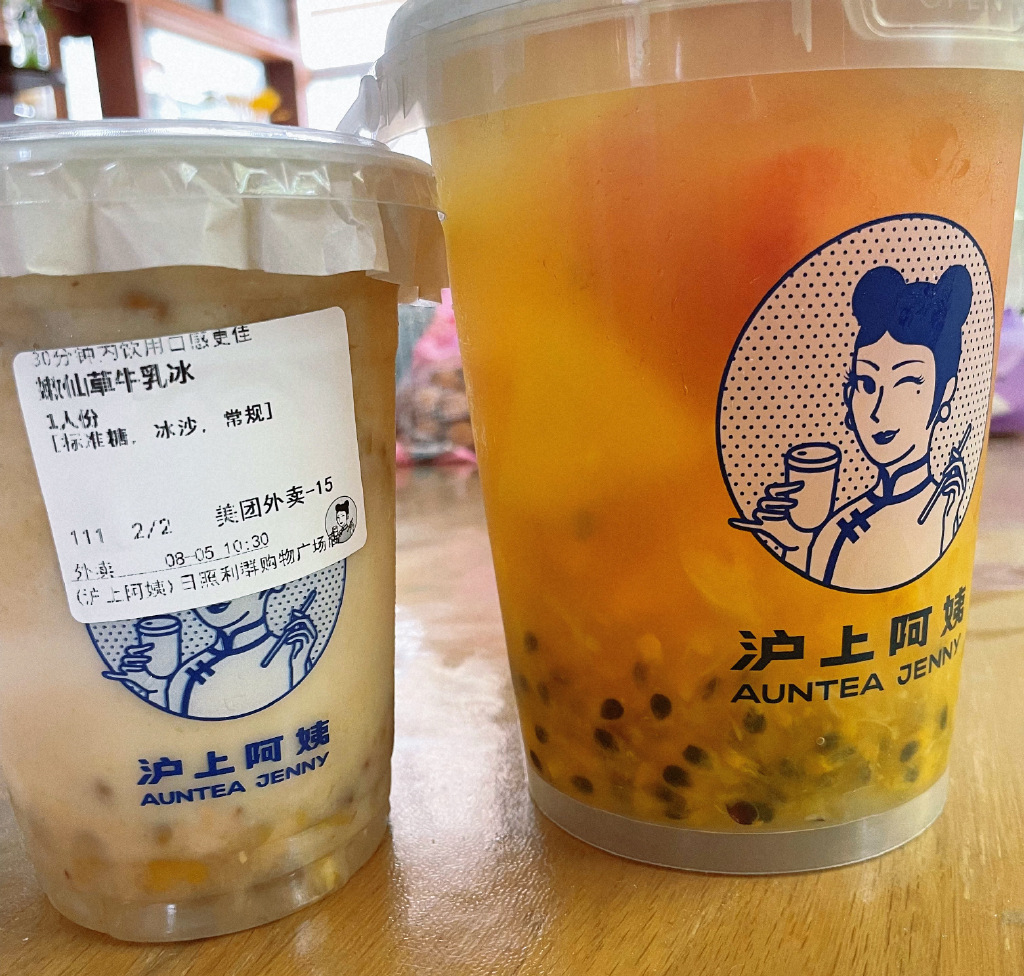 30分钟内饮用口感更佳
嫩仙草牛乳冰
1人份
[标准糖, 冰沙, 常规]
111 2/2 美团外卖-15
外卖 08-05 10:30
(沪上阿姨) 日照利群购物广场店
沪上阿姨
AUNTEA JENNY
OPEN
沪上阿姨
AUNTEA JENNY